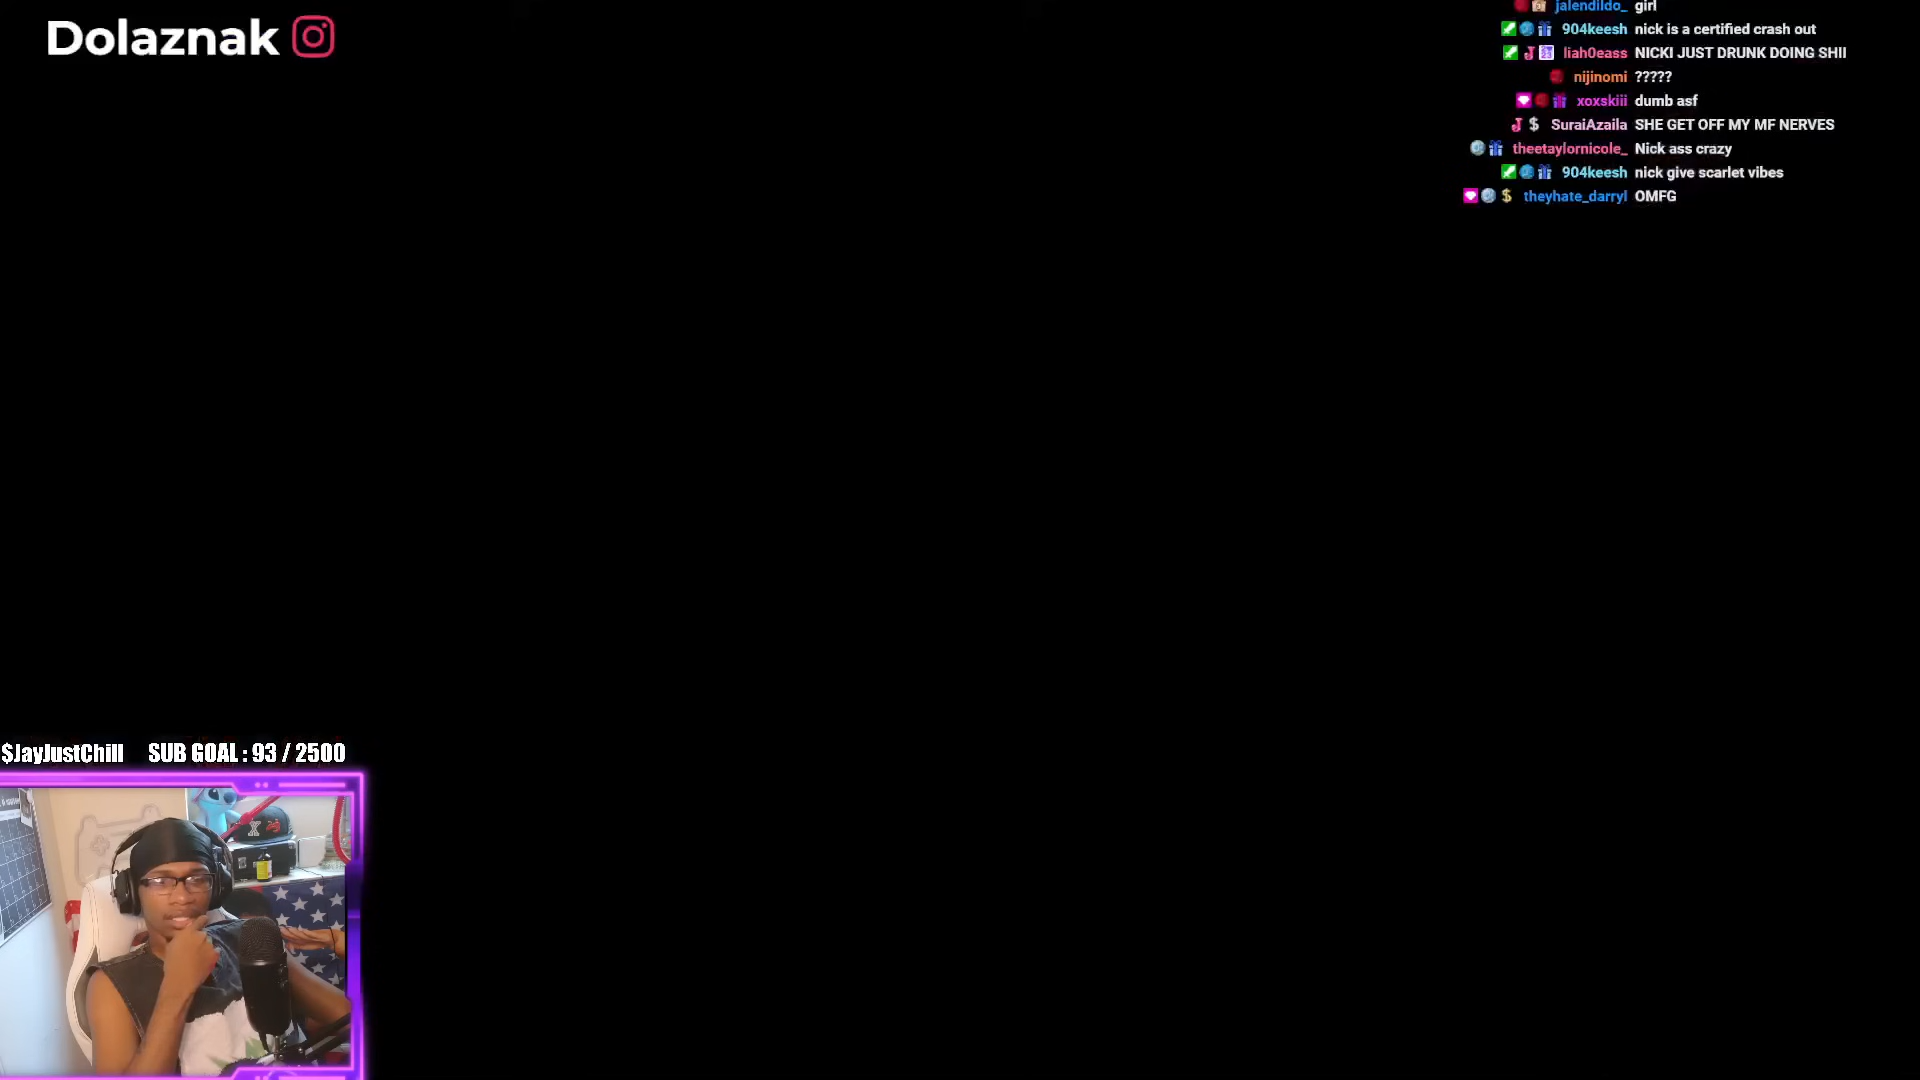 Dolaznak
jalendildo_ girl
904keesh nick is a certified crash out
liah0eass NICKI JUST DRUNK DOING SHII
nijinomi ?????
xoxskiii dumb asf
SuraiAzaila SHE GET OFF MY MF NERVES
theetaylornicole_ Nick ass crazy
904keesh nick give scarlet vibes
theyhate_darryl OMFG
$JayJustChill SUB GOAL : 93 / 2500